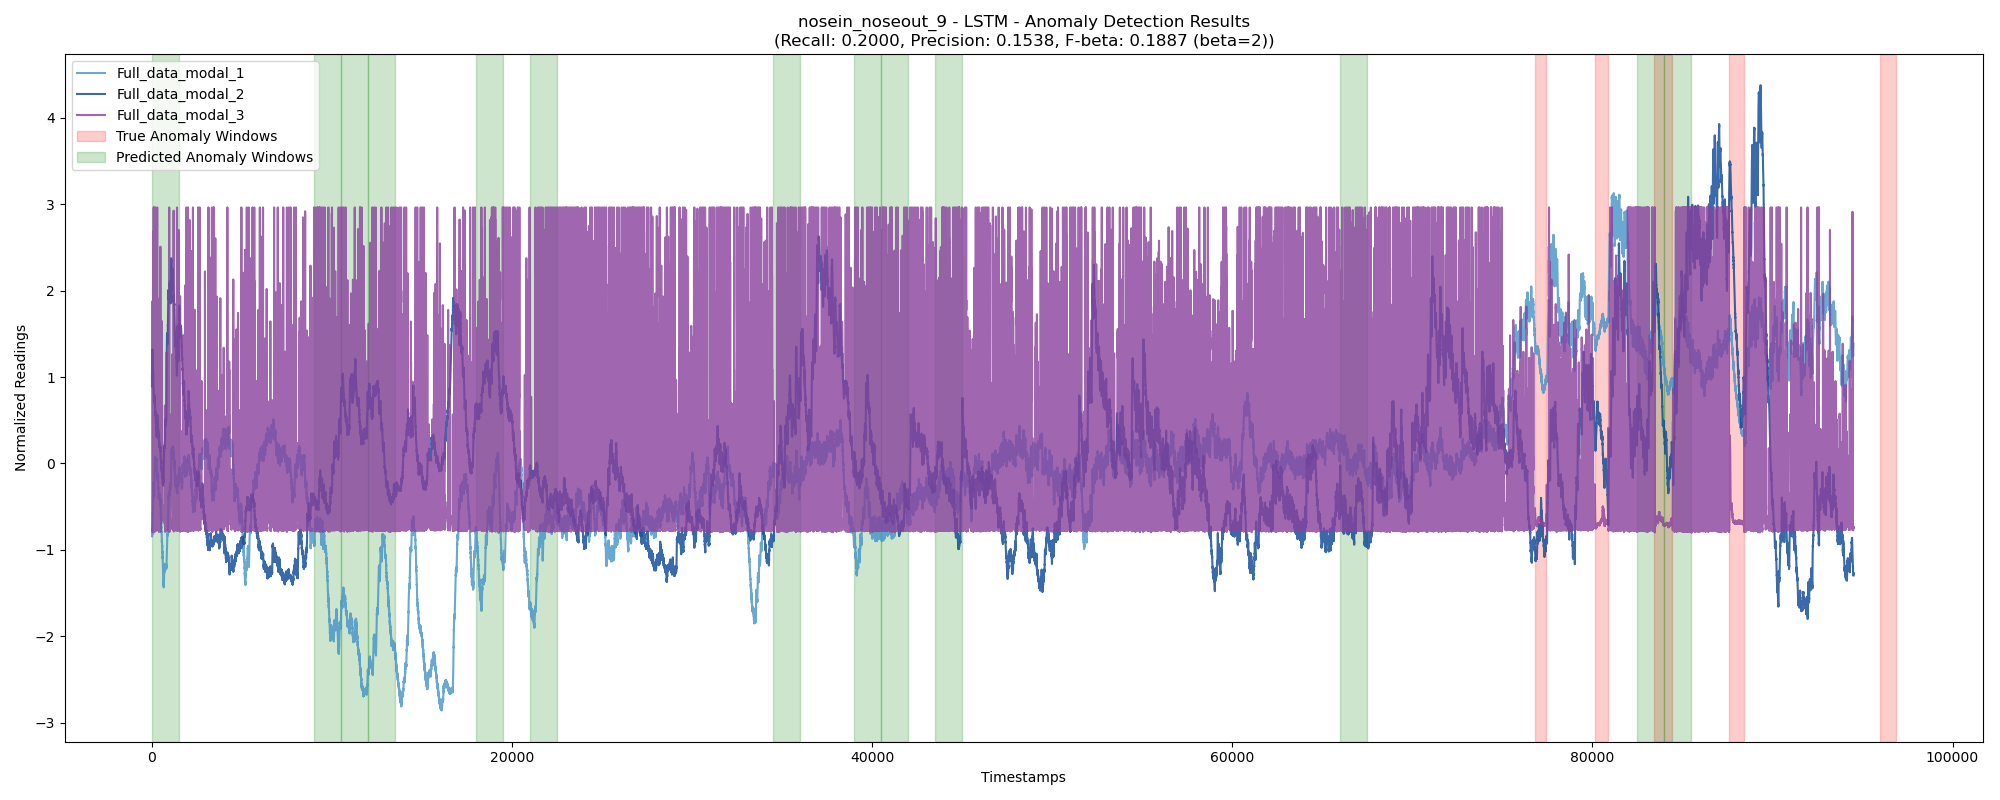 nosein_noseout_9 - LSTM - Anomaly Detection Results
(Recall: 0.2000, Precision: 0.1538, F-beta: 0.1887 (beta=2))
Full_data_modal_1
Full_data_modal_2
Full_data_modal_3
True Anomaly Windows
Predicted Anomaly Windows
Normalized Readings
4
3
2
1
0
−1
−2
−3
0
20000
40000
60000
80000
100000
Timestamps